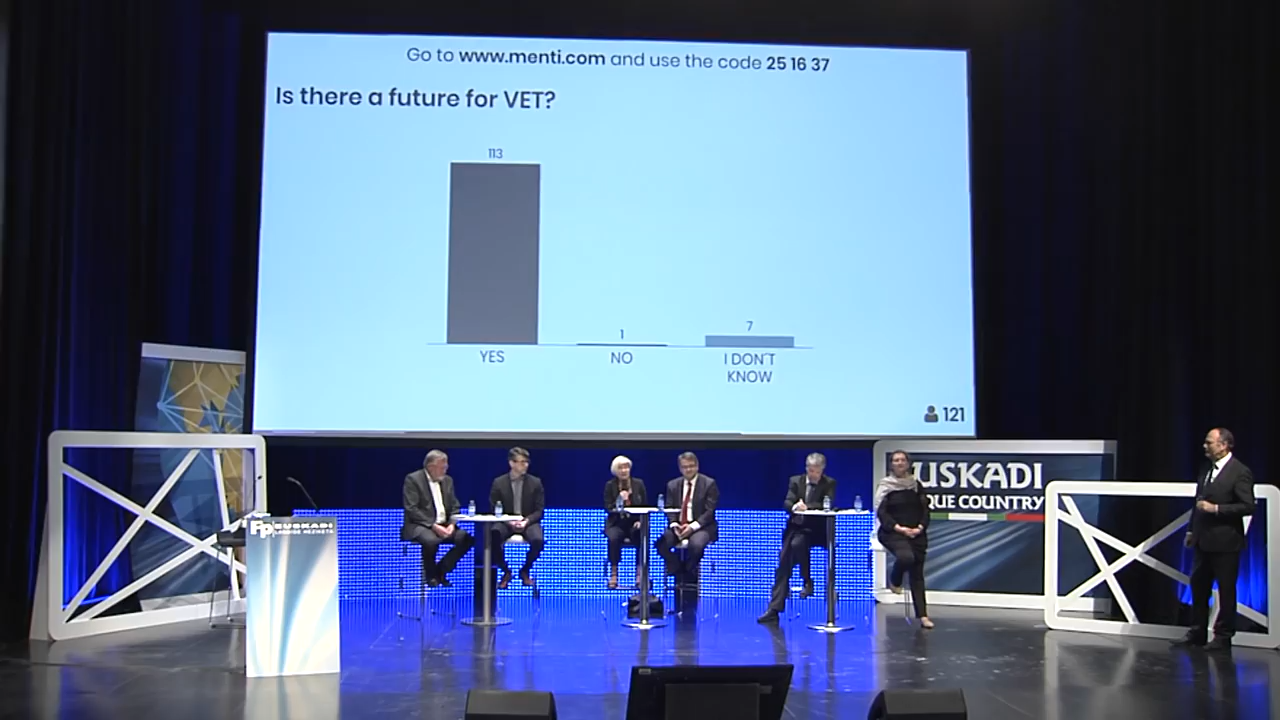 Go to www.menti.com and use the code 25 16 37
Is there a future for VET?
113
1
7
YES
NO
I DON'T
KNOW
121
USKADI
QUE COUNTRY
Fp EUSKADI